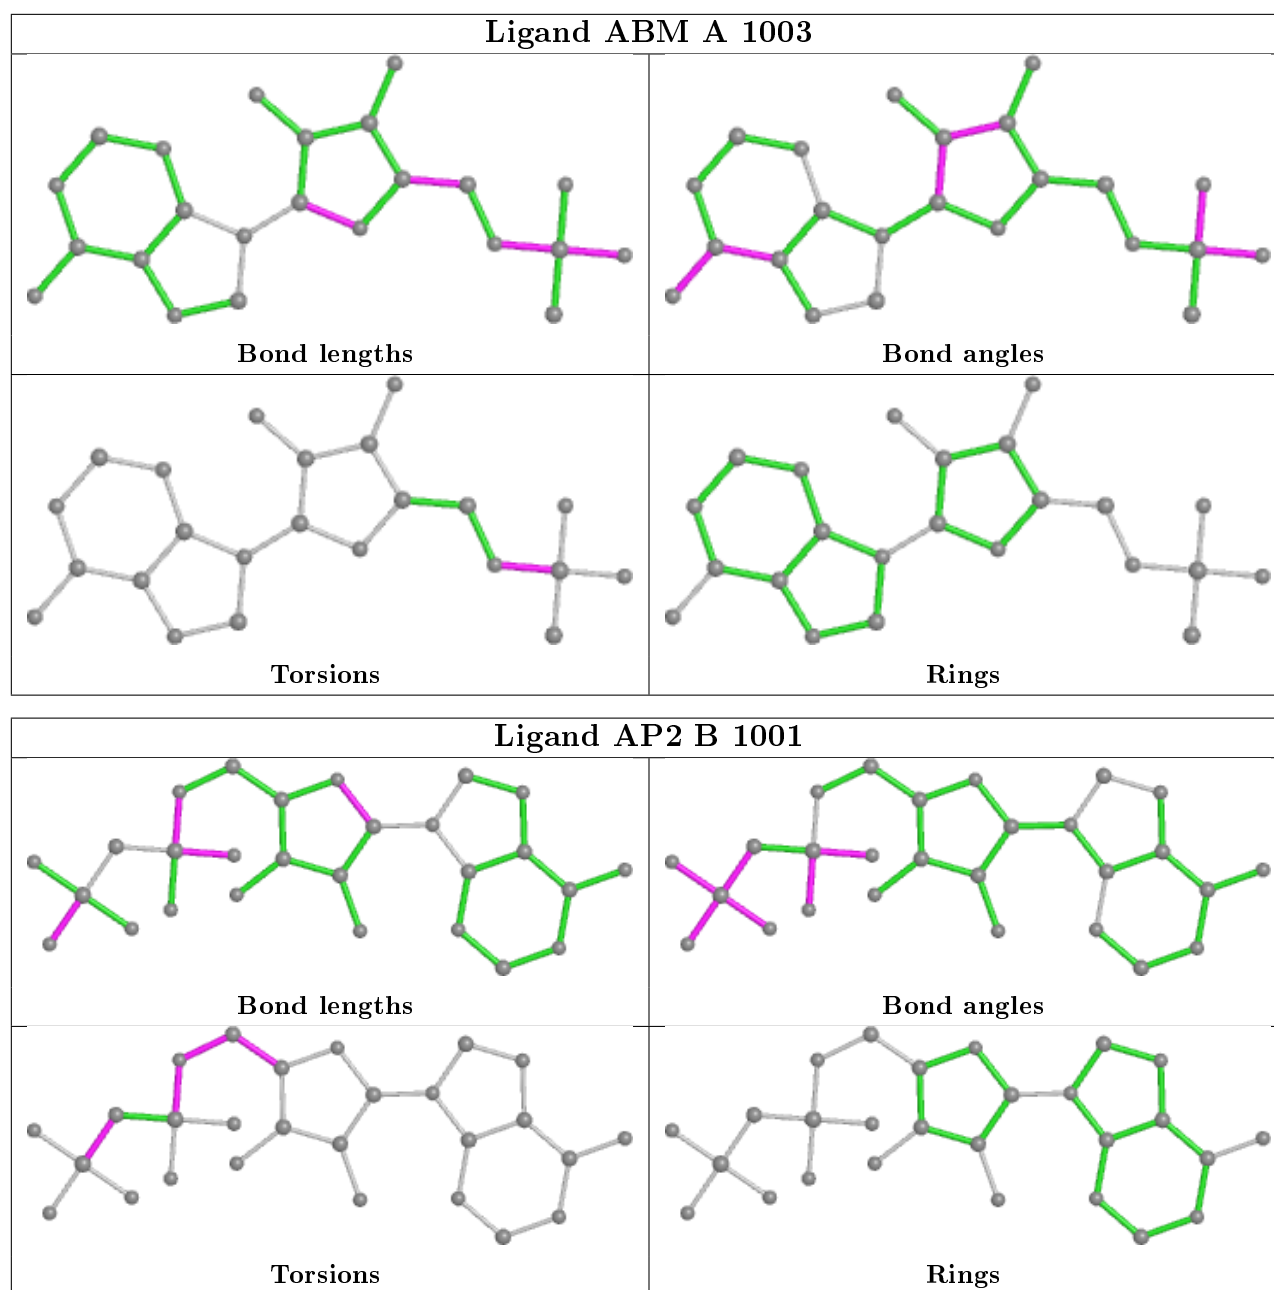 Ligand ABM A 1003
Bond lengths
Bond angles
Torsions
Rings
Ligand AP2 B 1001
Bond lengths
Bond angles
Torsions
Rings